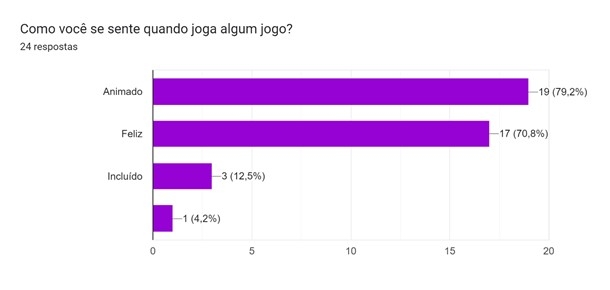 Como você se sente quando joga algum jogo?
24 respostas
Animado
19 (79,2%)
Feliz
17 (70,8%)
Incluído
3 (12,5%)
1 (4,2%)
0
5
10
15
20